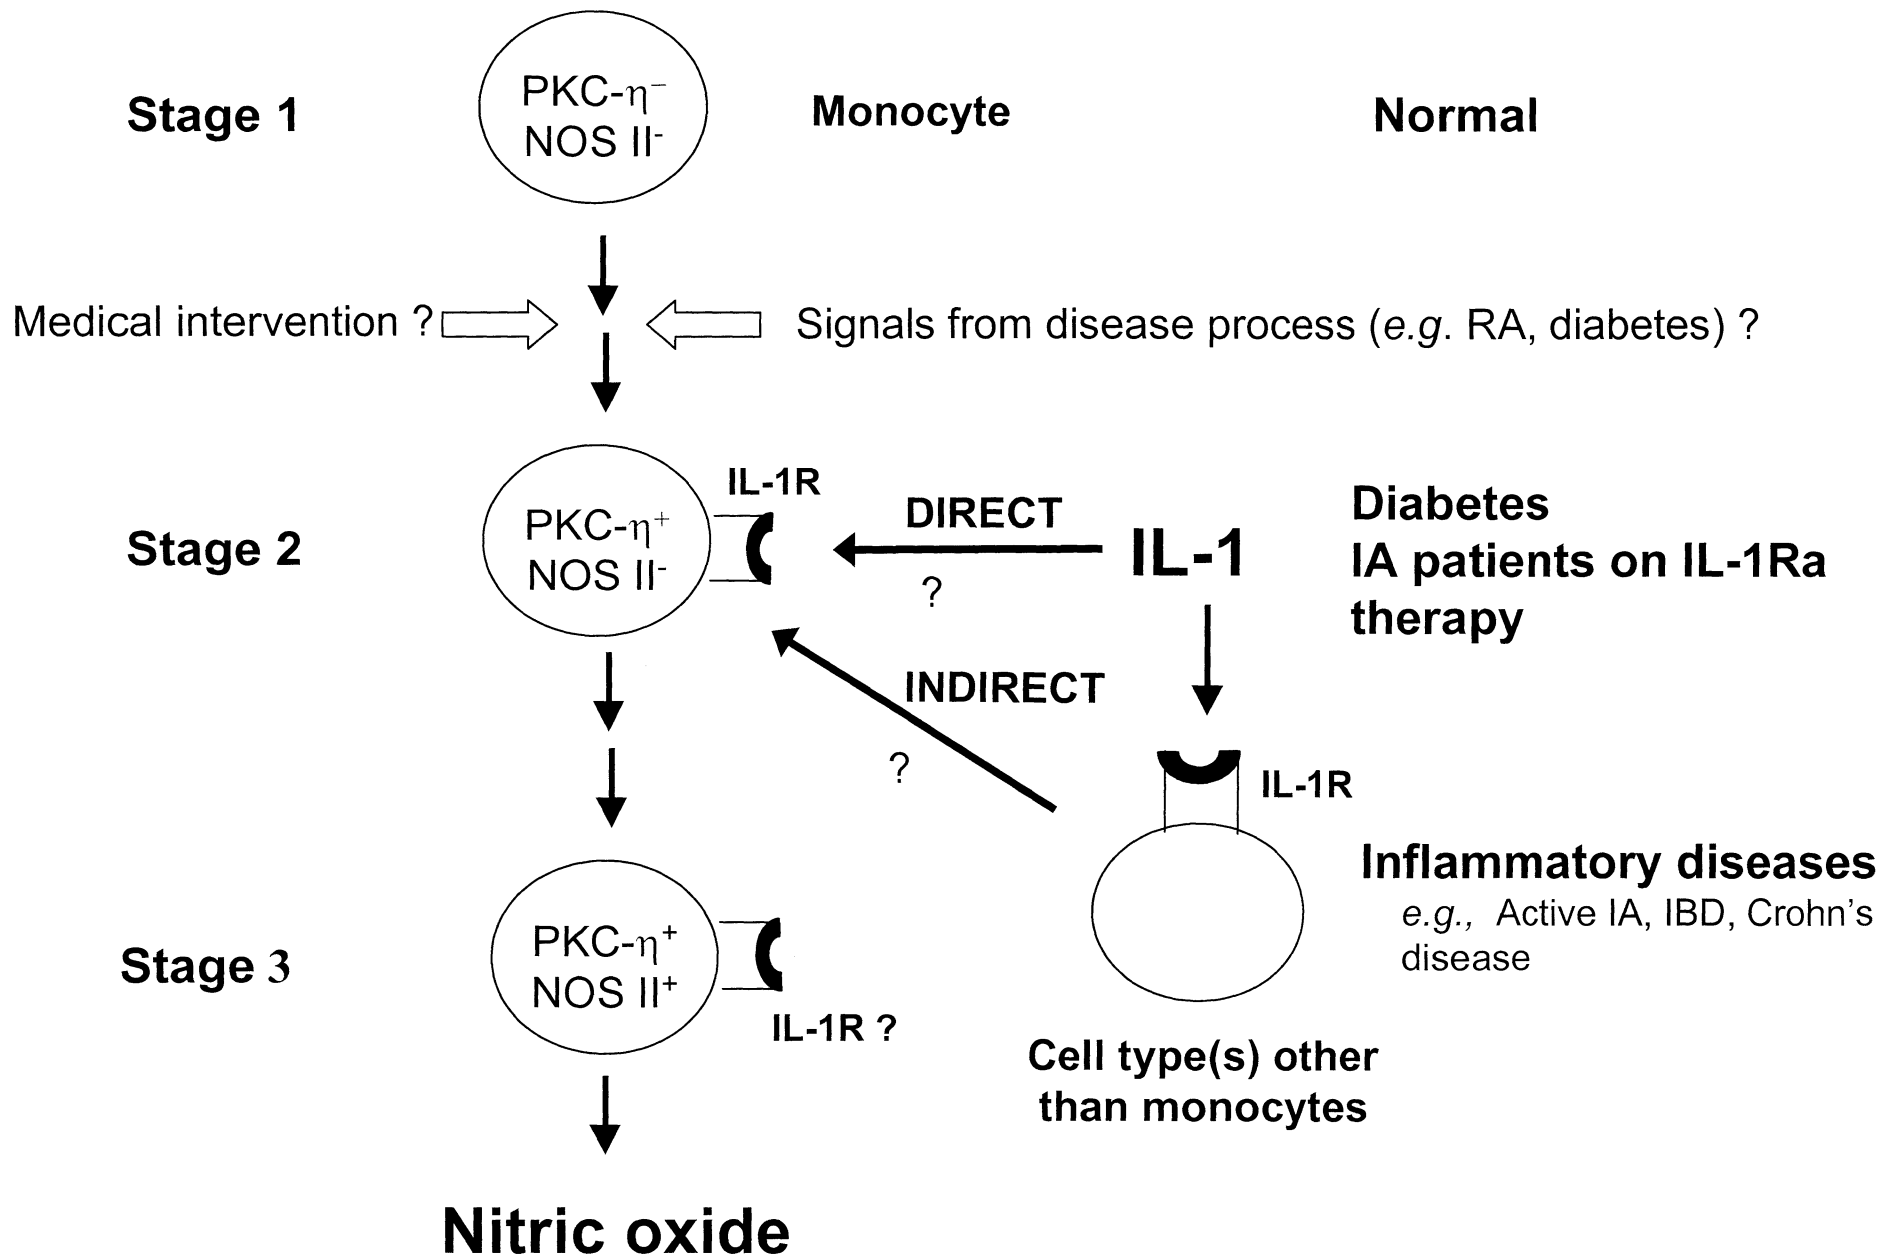 Stage 1
PKC-η⁻
NOS II⁻
Monocyte
Normal
Medical intervention ?
Signals from disease process (e.g. RA, diabetes) ?
Stage 2
PKC-η⁺
NOS II⁻
IL-1R
DIRECT
?
IL-1
Diabetes
IA patients on IL-1Ra
therapy
INDIRECT
?
IL-1R
Stage 3
PKC-η⁺
NOS II⁺
IL-1R ?
Inflammatory diseases
e.g., Active IA, IBD, Crohn's
disease
Cell type(s) other
than monocytes
Nitric oxide